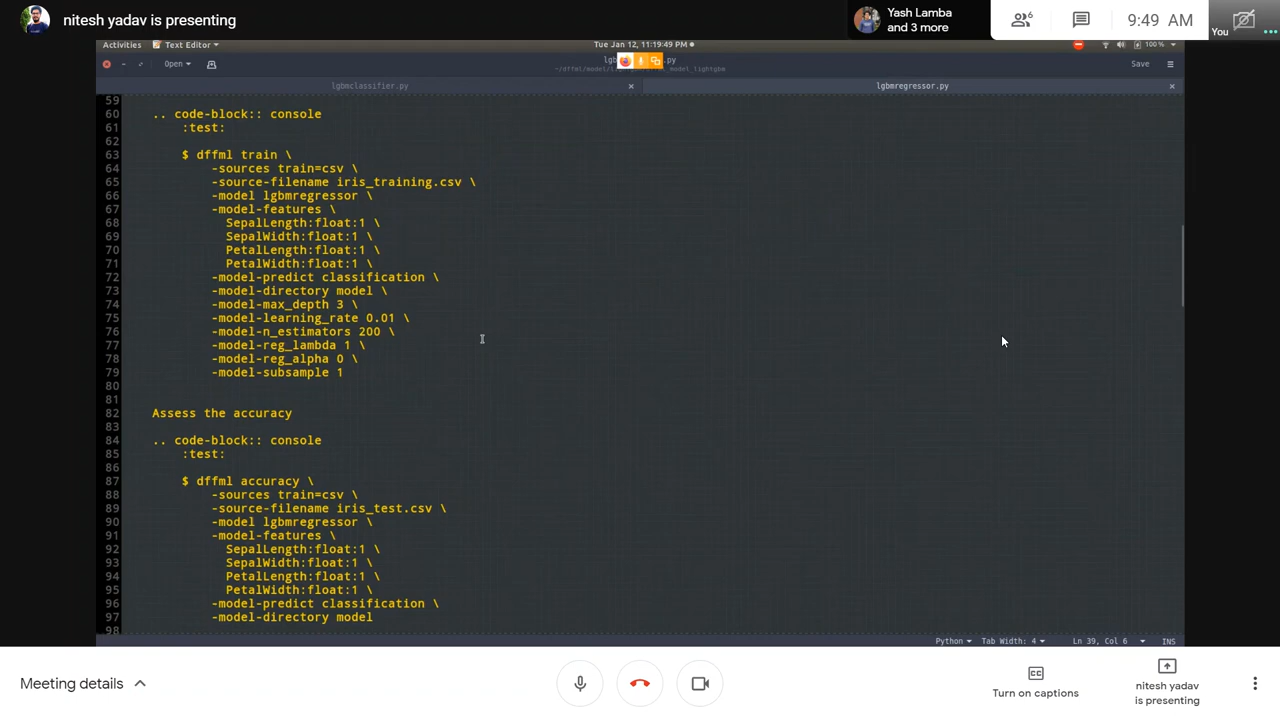 nitesh yadav is presenting
Yash Lamba
and 3 more
6
9:49 AM
You
Activities
Text Editor
Tue Jan 12, 11:19:49 PM
100 %
Open
Save
lgbmclassifier.py
lgbmregressor.py
59
60 .. code-block:: console
61 :test:
62
63 $ dffml train \
64 -sources train=csv \
65 -source-filename iris_training.csv \
66 -model lgbmregressor \
67 -model-features \
68 SepalLength:float:1 \
69 SepalWidth:float:1 \
70 PetalLength:float:1 \
71 PetalWidth:float:1 \
72 -model-predict classification \
73 -model-directory model \
74 -model-max_depth 3 \
75 -model-learning_rate 0.01 \
76 -model-n_estimators 200 \
77 -model-reg_lambda 1 \
78 -model-reg_alpha 0 \
79 -model-subsample 1
80
81
82 Assess the accuracy
83
84 .. code-block:: console
85 :test:
86
87 $ dffml accuracy \
88 -sources train=csv \
89 -source-filename iris_test.csv \
90 -model lgbmregressor \
91 -model-features \
92 SepalLength:float:1 \
93 SepalWidth:float:1 \
94 PetalLength:float:1 \
95 PetalWidth:float:1 \
96 -model-predict classification \
97 -model-directory model
98
Python Tab Width: 4 Ln 39, Col 6 INS
Meeting details
Turn on captions
nitesh yadav
is presenting